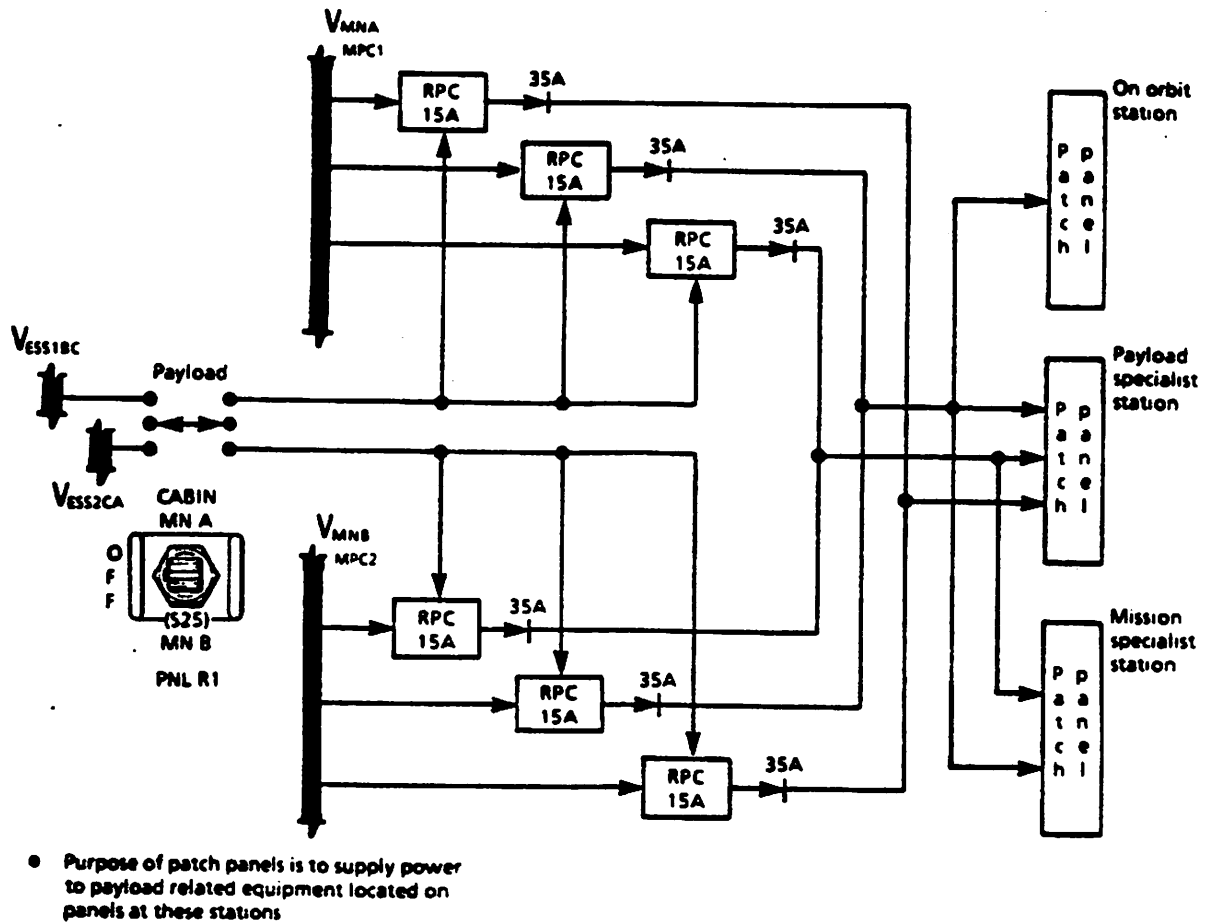 VMNA
MPC1
RPC
15A
35A
RPC
15A
35A
RPC
15A
35A
On orbit
station
Patch
panel
VESS1BC
Payload
VESS2CA
Payload
specialist
station
Patch
panel
CABIN
MN A
OFF
(S25)
MN B
PNL R1
VMNB
MPC2
RPC
15A
35A
RPC
15A
35A
RPC
15A
35A
Mission
specialist
station
Patch
panel
● Purpose of patch panels is to supply power
to payload related equipment located on
panels at these stations